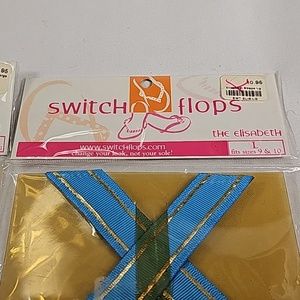 switch flops
THE ELISABETH
L
fits sizes 9 & 10
www.switchflops.com
change your look, not your sole!